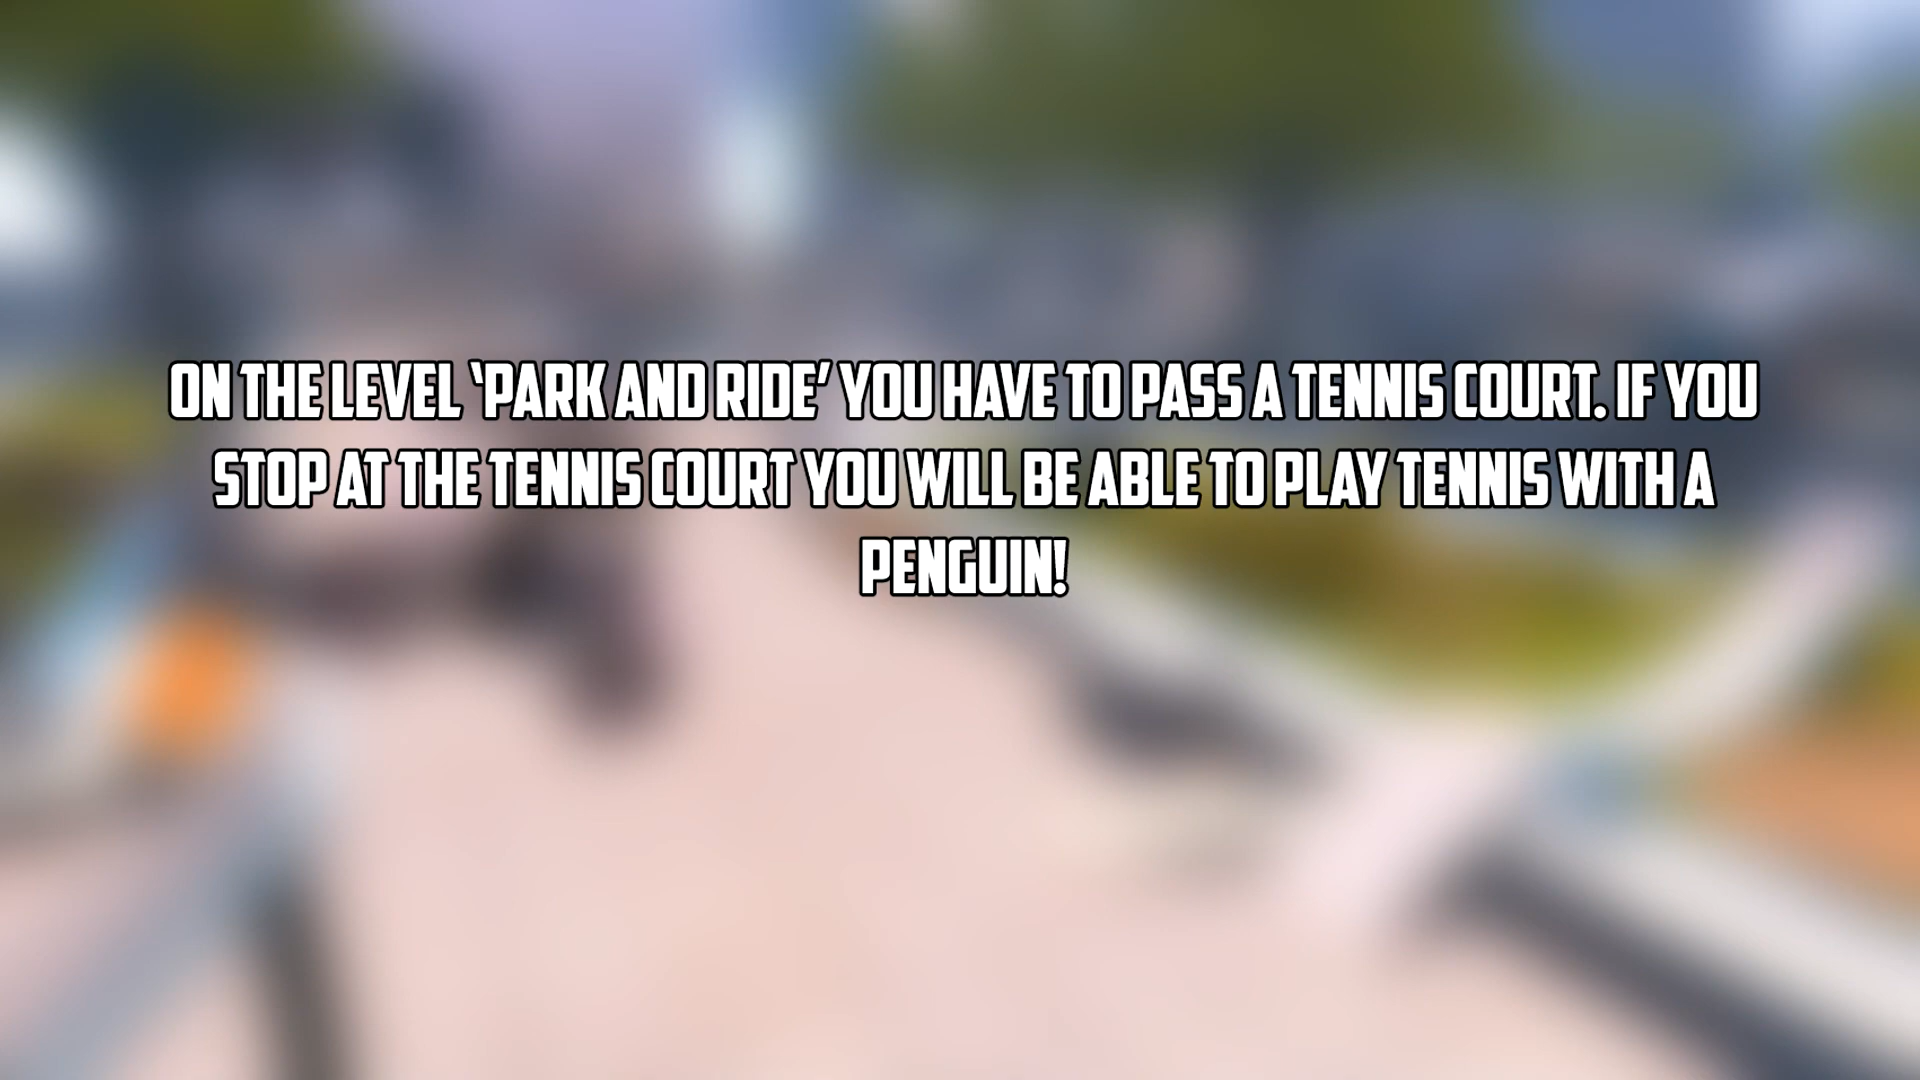 ON THE LEVEL ‘PARK AND RIDE’ YOU HAVE TO PASS A TENNIS COURT. IF YOU
STOP AT THE TENNIS COURT YOU WILL BE ABLE TO PLAY TENNIS WITH A
PENGUIN!